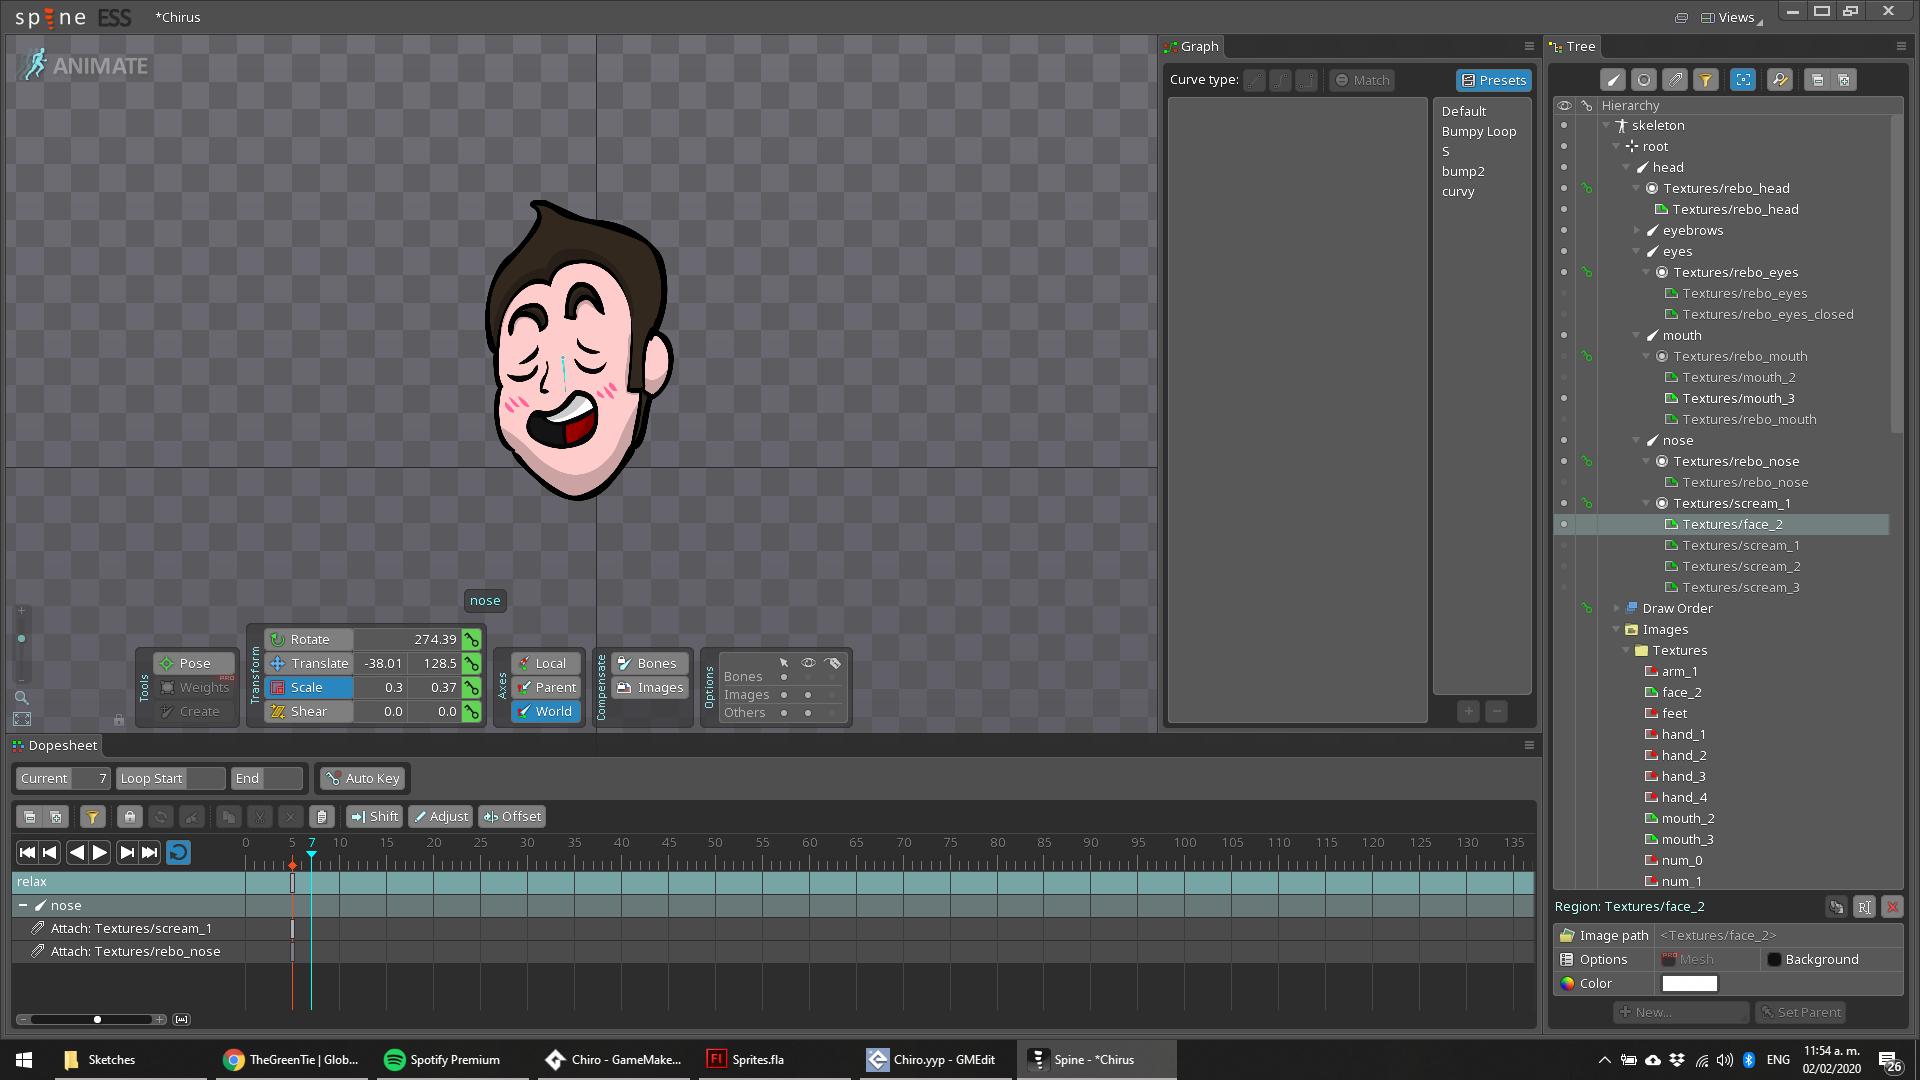 spine ESS
*Chirus
Views
ANIMATE
Graph
Curve type:
Match
Presets
Default
Bumpy Loop
S
bump2
curvy
Tree
Hierarchy
skeleton
root
head
Textures/rebo_head
Textures/rebo_head
eyebrows
eyes
Textures/rebo_eyes
Textures/rebo_eyes
Textures/rebo_eyes_closed
mouth
Textures/rebo_mouth
Textures/mouth_2
Textures/mouth_3
Textures/rebo_mouth
nose
Textures/rebo_nose
Textures/rebo_nose
Textures/scream_1
Textures/face_2
Textures/scream_1
Textures/scream_2
Textures/scream_3
Draw Order
Images
Textures
arm_1
face_2
feet
hand_1
hand_2
hand_3
hand_4
mouth_2
mouth_3
num_0
num_1
Region: Textures/face_2
Image path <Textures/face_2>
Options PRO Mesh Background
Color
New...
Set Parent
nose
Tools
Pose
Weights PRO
Create
Transform
Rotate 274.39
Translate -38.01 128.5
Scale 0.3 0.37
Shear 0.0 0.0
Axes
Local
Parent
World
Compensate
Bones
Images
Options
Bones
Images
Others
Dopesheet
Current 7 Loop Start End Auto Key
Shift Adjust Offset
0 5 7 10 15 20 25 30 35 40 45 50 55 60 65 70 75 80 85 90 95 100 105 110 115 120 125 130 135
relax
nose
Attach: Textures/scream_1
Attach: Textures/rebo_nose
Sketches
TheGreenTie | Glob...
Spotify Premium
Chiro - GameMake...
Fl Sprites.fla
Chiro.yyp - GMEdit
Spine - *Chirus
ENG
11:54 a. m.
02/02/2020
26